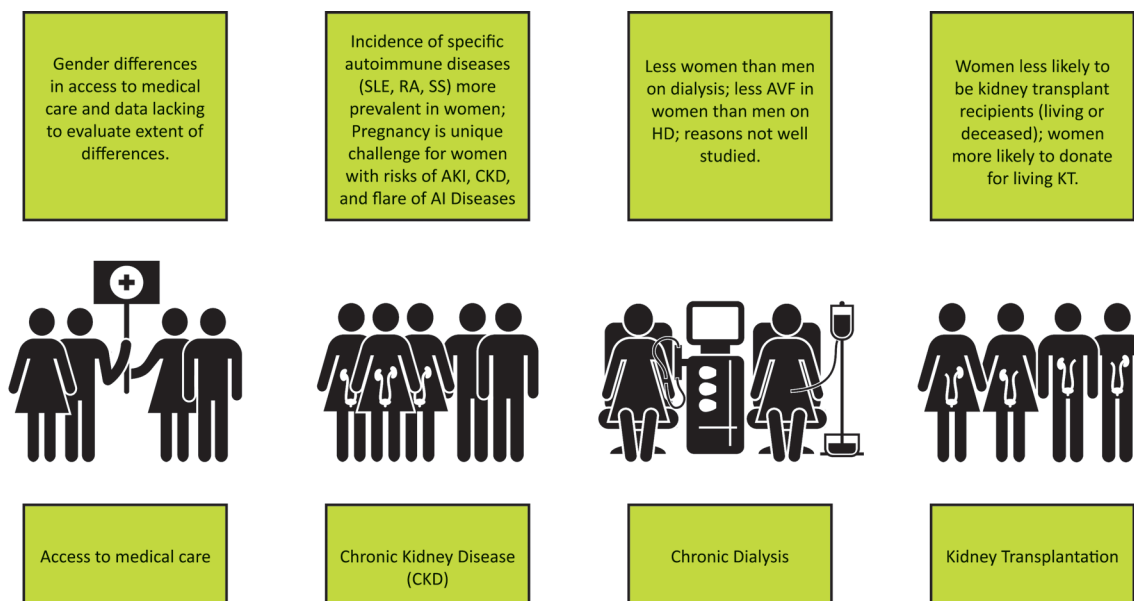 Gender differences
in access to medical
care and data lacking
to evaluate extent of
differences.
Incidence of specific
autoimmune diseases
(SLE, RA, SS) more
prevalent in women;
Pregnancy is unique
challenge for women
with risks of AKI, CKD,
and flare of AI Diseases
Less women than men
on dialysis; less AVF in
women than men on
HD; reasons not well
studied.
Women less likely to
be kidney transplant
recipients (living or
deceased); women
more likely to donate
for living KT.
Access to medical care
Chronic Kidney Disease
(CKD)
Chronic Dialysis
Kidney Transplantation